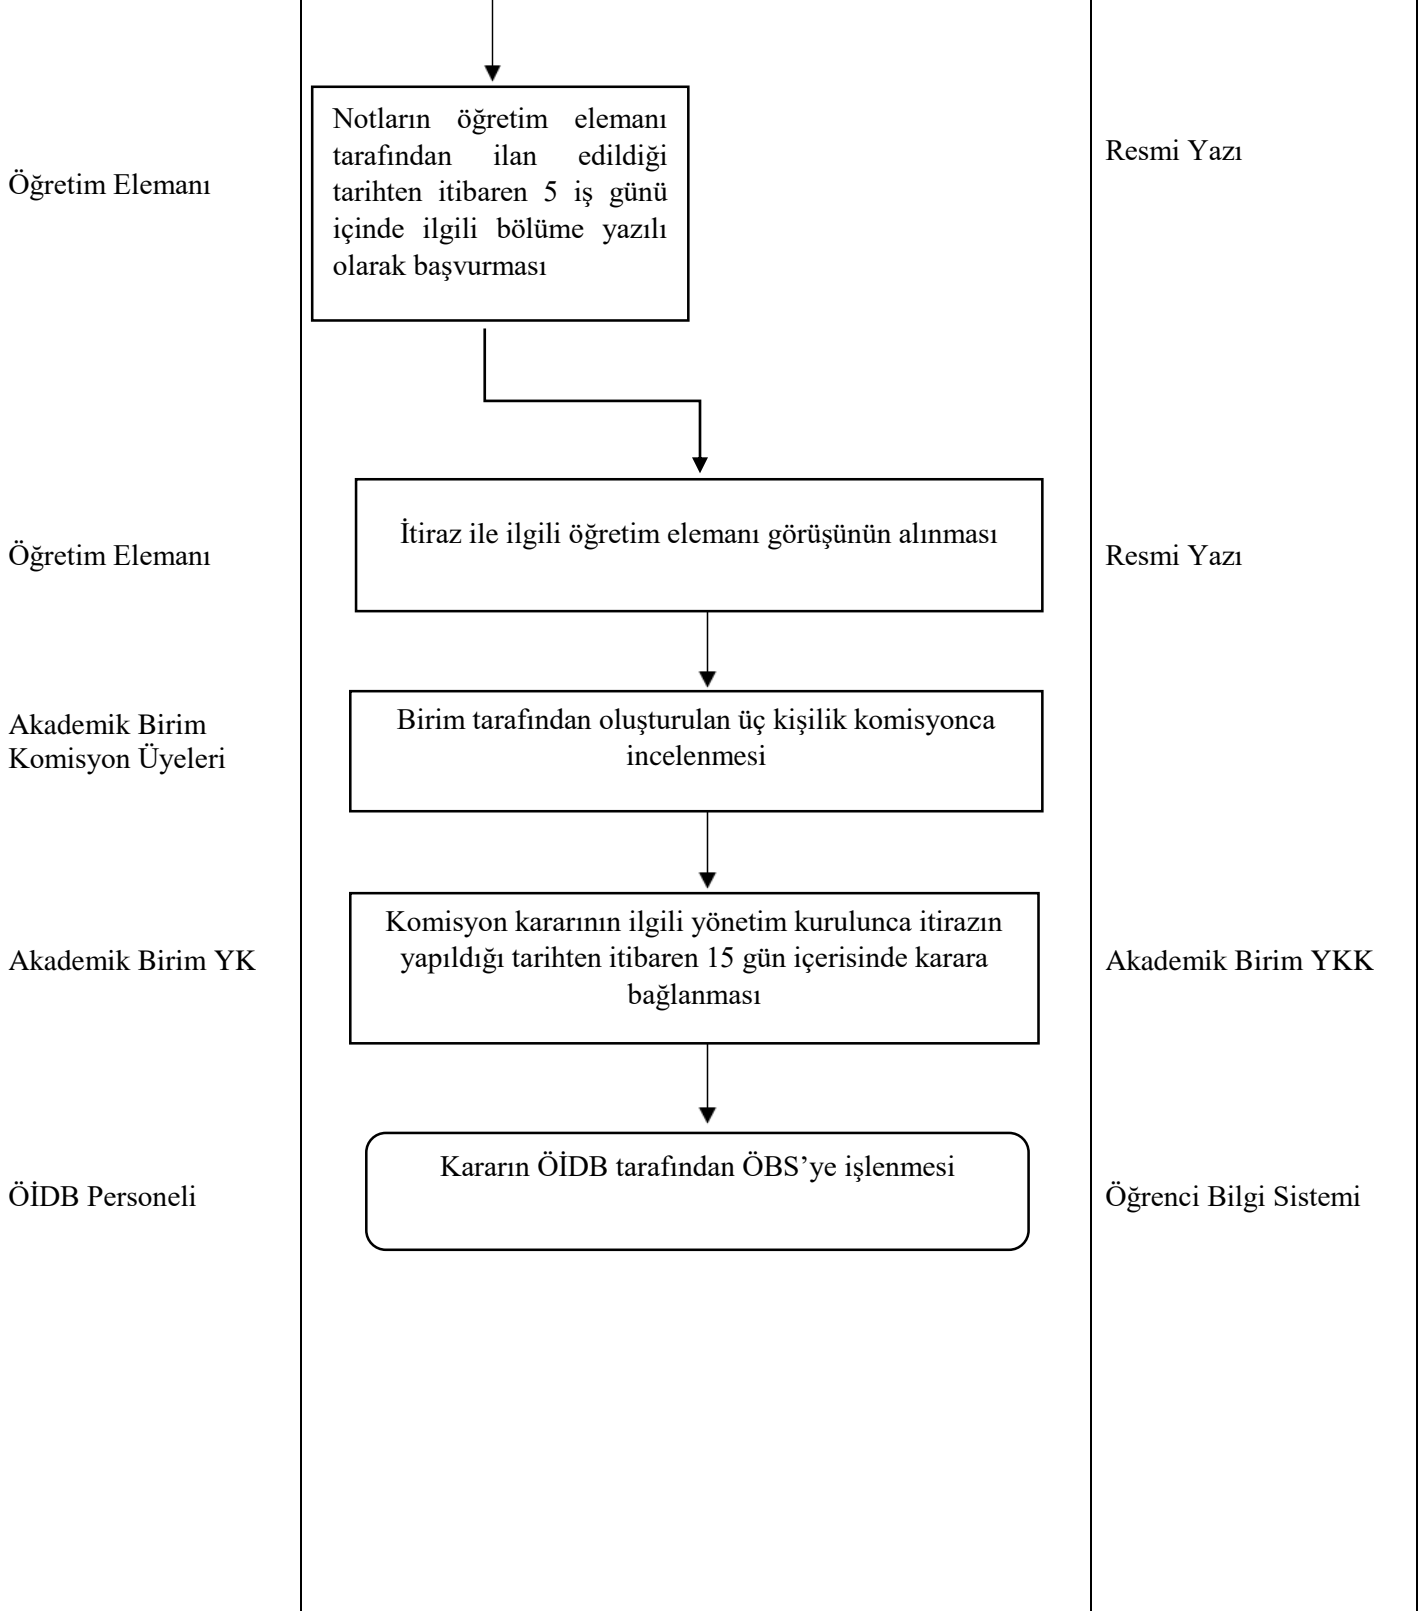 Öğretim Elemanı
Notların öğretim elemanı
tarafından ilan edildiği
tarihten itibaren 5 iş günü
içinde ilgili bölüme yazılı
olarak başvurması
Resmi Yazı
Öğretim Elemanı
İtiraz ile ilgili öğretim elemanı görüşünün alınması
Resmi Yazı
Akademik Birim
Komisyon Üyeleri
Birim tarafından oluşturulan üç kişilik komisyonca
incelenmesi
Akademik Birim YK
Komisyon kararının ilgili yönetim kurulunca itirazın
yapıldığı tarihten itibaren 15 gün içerisinde karara
bağlanması
Akademik Birim YKK
ÖİDB Personeli
Kararın ÖİDB tarafından ÖBS’ye işlenmesi
Öğrenci Bilgi Sistemi